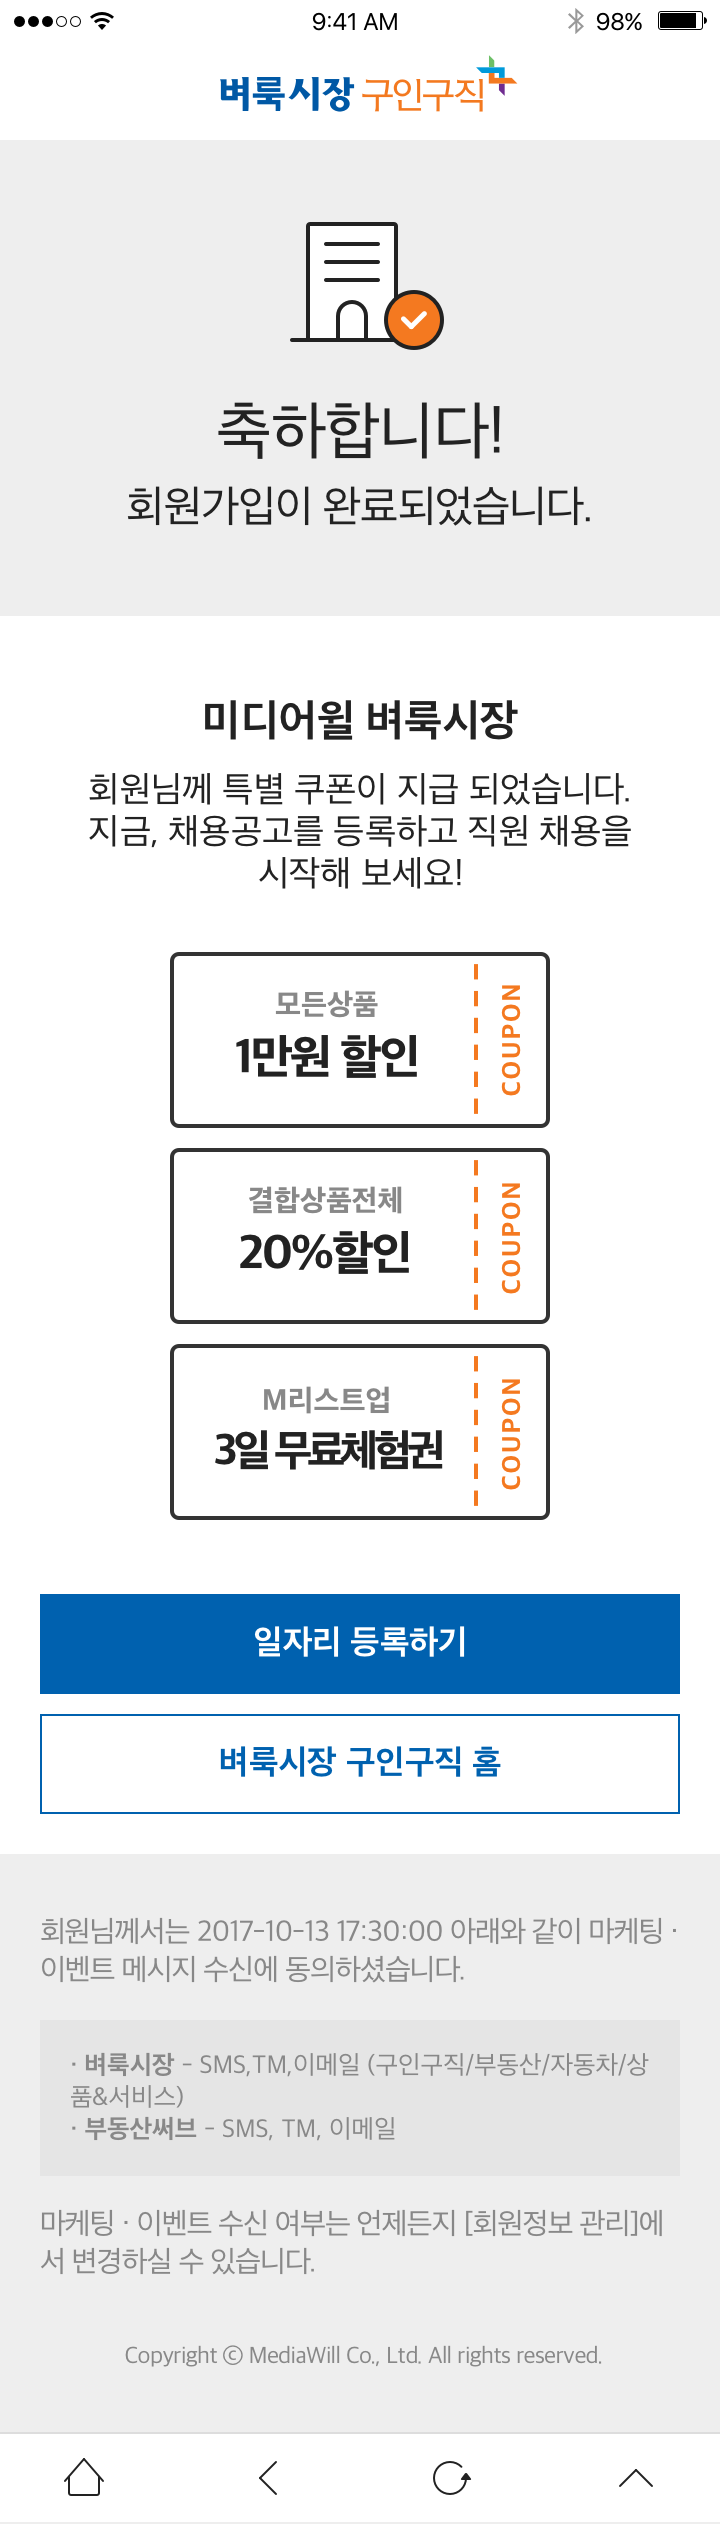 9:41 AM
98%
벼룩시장 구인구직
축하합니다!
회원가입이 완료되었습니다.
미디어윌 벼룩시장
회원님께 특별 쿠폰이 지급 되었습니다.
지금, 채용공고를 등록하고 직원 채용을
시작해 보세요!
모든상품
1만원 할인
COUPON
결합상품전체
20%할인
COUPON
M리스트업
3일 무료체험권
COUPON
일자리 등록하기
벼룩시장 구인구직 홈
회원님께서는 2017-10-13 17:30:00 아래와 같이 마케팅 ·
이벤트 메시지 수신에 동의하셨습니다.
· 벼룩시장 - SMS,TM,이메일 (구인구직/부동산/자동차/상
품&서비스)
· 부동산써브 - SMS, TM, 이메일
마케팅 · 이벤트 수신 여부는 언제든지 [회원정보 관리]에
서 변경하실 수 있습니다.
Copyright ⓒ MediaWill Co., Ltd. All rights reserved.